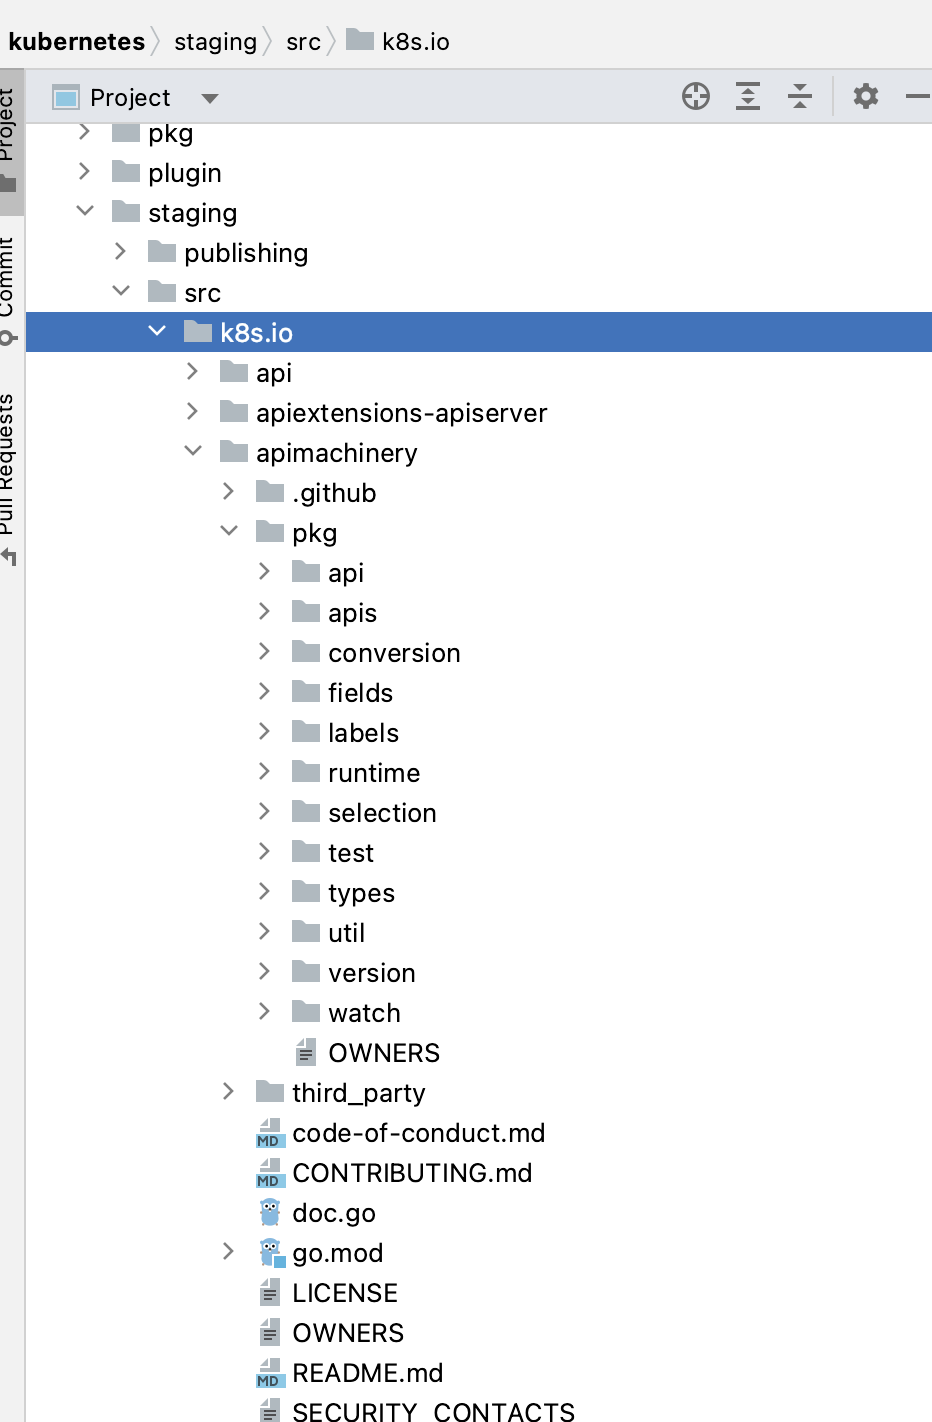 kubernetes staging src k8s.io
Project
Project
Commit
Pull Requests
pkg
plugin
staging
publishing
src
k8s.io
api
apiextensions-apiserver
apimachinery
.github
pkg
api
apis
conversion
fields
labels
runtime
selection
test
types
util
version
watch
OWNERS
third_party
MD code-of-conduct.md
MD CONTRIBUTING.md
doc.go
go.mod
LICENSE
OWNERS
MD README.md
SECURITY_CONTACTS